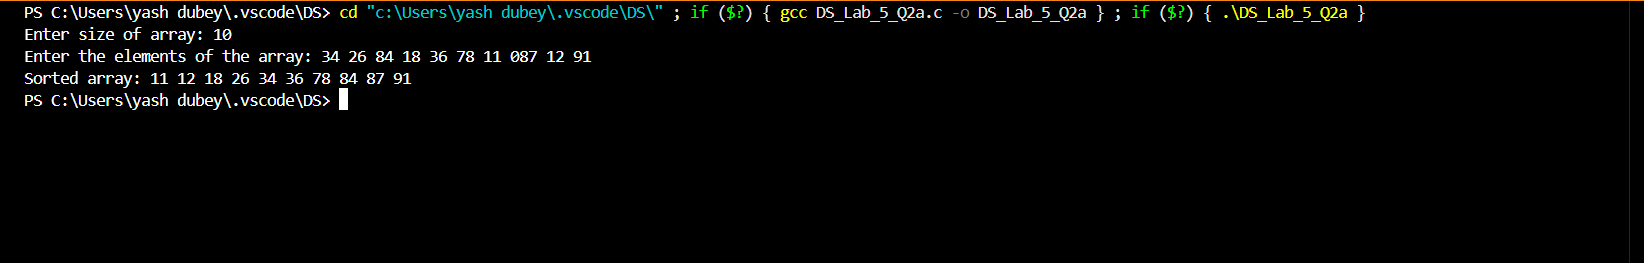 PS C:\Users\yash dubey\.vscode\DS> cd "c:\Users\yash dubey\.vscode\DS\" ; if ($?) { gcc DS_Lab_5_Q2a.c -o DS_Lab_5_Q2a } ; if ($?) { .\DS_Lab_5_Q2a }
Enter size of array: 10
Enter the elements of the array: 34 26 84 18 36 78 11 087 12 91
Sorted array: 11 12 18 26 34 36 78 84 87 91
PS C:\Users\yash dubey\.vscode\DS>